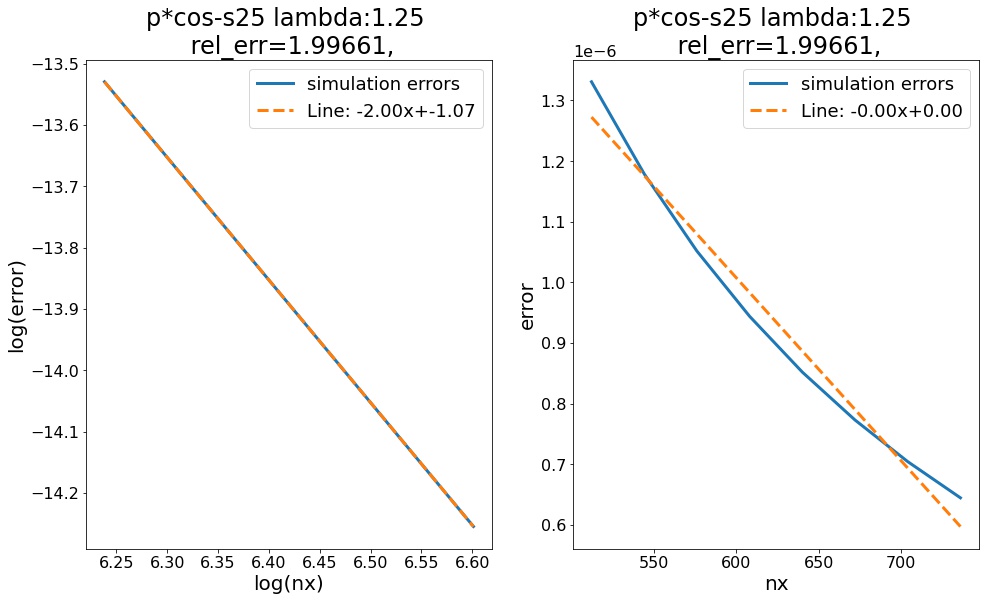 p*cos-s25 lambda:1.25
rel_err=1.99661,
simulation errors
Line: -2.00x+-1.07
−13.5
−13.6
−13.7
−13.8
−13.9
−14.0
−14.1
−14.2
log(error)
6.25
6.30
6.35
6.40
6.45
6.50
6.55
6.60
log(nx)
p*cos-s25 lambda:1.25
rel_err=1.99661,
1e−6
simulation errors
Line: -0.00x+0.00
1.3
1.2
1.1
1.0
0.9
0.8
0.7
0.6
error
550
600
650
700
nx